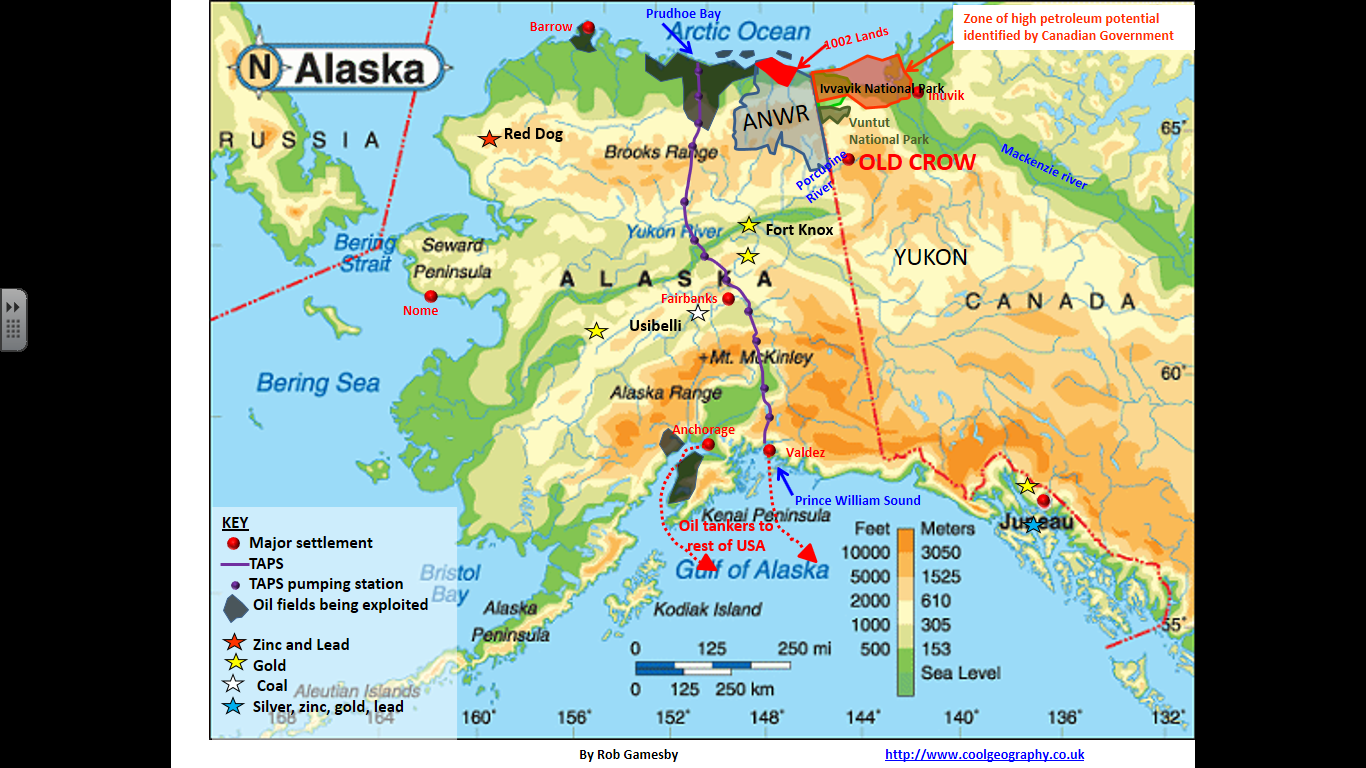 Prudhoe Bay
Zone of high petroleum potential
identified by Canadian Government
Barrow
Arctic Ocean
1002 Lands
N Alaska
Ivvavik National Park
Inuvik
ANWR
Vuntut
National Park
65°
RUSSIA
Red Dog
Brooks Range
OLD CROW
Mackenzie river
Porcupine
River
Fort Knox
Yukon River
Bering
Strait
Seward
Peninsula
YUKON
ALASKA
CANADA
Nome
Fairbanks
Usibelli
+Mt. McKinley
60°
Bering Sea
Alaska Range
Anchorage
Valdez
Prince William Sound
Kenai Peninsula
Juneau
Oil tankers to
rest of USA
Gulf of Alaska
KEY
Major settlement
TAPS
TAPS pumping station
Oil fields being exploited
Zinc and Lead
Gold
Coal
Silver, zinc, gold, lead
Bristol
Bay
Alaska
Peninsula
Kodiak Island
Aleutian Islands
Feet Meters
10000 3050
5000 1525
2000 610
1000 305
500 153
Sea Level
55°
0 125 250 mi
0 125 250 km
168° 164° 160° 156° 152° 148° 144° 140° 136° 132°
By Rob Gamesby
http://www.coolgeography.co.uk